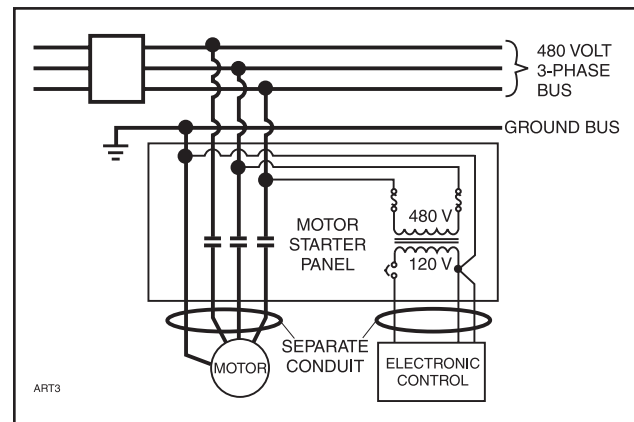 480 VOLT
3-PHASE
BUS
GROUND BUS
MOTOR
STARTER
PANEL
480 V
120 V
SEPARATE
CONDUIT
MOTOR
ELECTRONIC
CONTROL
ART3